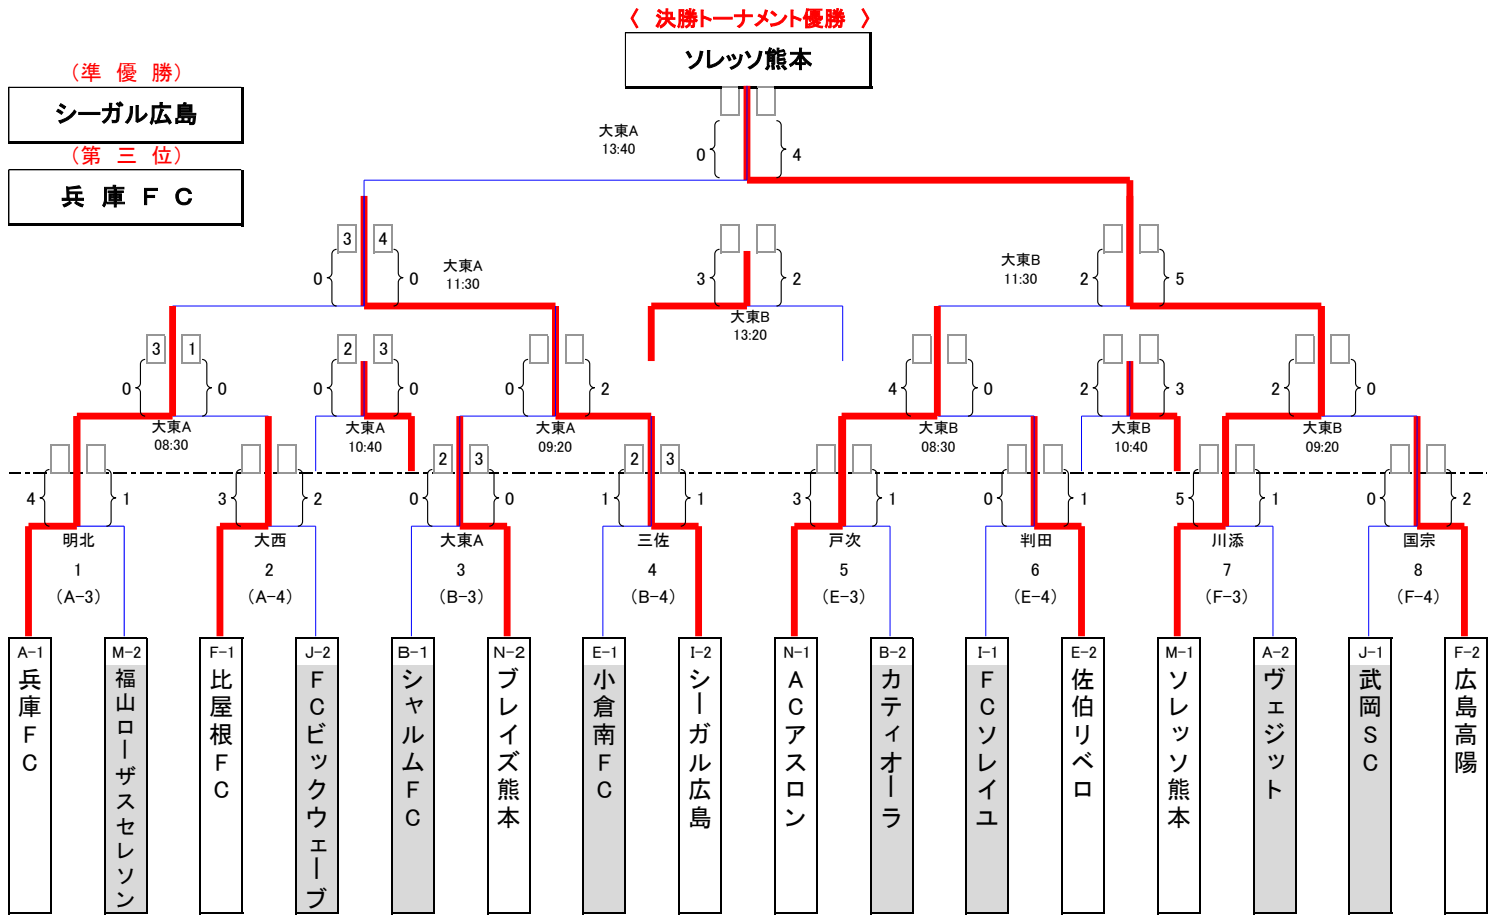 〈 決勝トーナメント優勝 〉
ソレッソ熊本
(準 優 勝)
シーガル広島
(第 三 位)
兵 庫 F C
大東A
13:40
0 4
3 4
0 0
大東A
11:30
3 2
大東B
13:20
大東B
11:30
2 5
3 1
0 0
大東A
08:30
2 3
0 0
大東A
10:40
0 2
大東A
09:20
4 0
大東B
08:30
2 3
大東B
10:40
2 0
大東B
09:20
4 1
3 2
2 3
0 0
2 3
1 1
3 1
0 1
5 1
0 2
明北 大西 大東A 三佐 戸次 判田 川添 国宗
1 2 3 4 5 6 7 8
(A-3) (A-4) (B-3) (B-4) (E-3) (E-4) (F-3) (F-4)
A-1 M-2 F-1 J-2 B-1 N-2 E-1 I-2 N-1 B-2 I-1 E-2 M-1 A-2 J-1 F-2
兵庫FC
福山ローザスセレソン
比屋根FC
FCビックウェーブ
シャルムFC
ブレイズ熊本
小倉南FC
シーガル広島
ACアスロン
カティオーラ
FCソレイユ
佐伯リベロ
ソレッソ熊本
ヴェジット
武岡SC
広島高陽